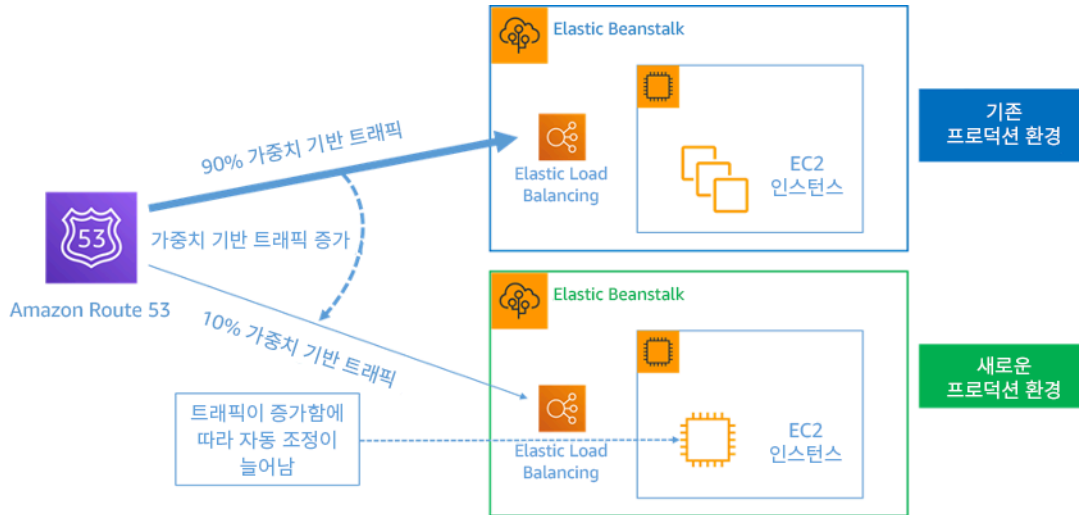 Elastic Beanstalk
90% 가중치 기반 트래픽
Elastic Load
Balancing
EC2
인스턴스
기존
프로덕션 환경
53
가중치 기반 트래픽 증가
Amazon Route 53
10% 가중치 기반 트래픽
Elastic Beanstalk
트래픽이 증가함에
따라 자동 조정이
늘어남
Elastic Load
Balancing
EC2
인스턴스
새로운
프로덕션 환경